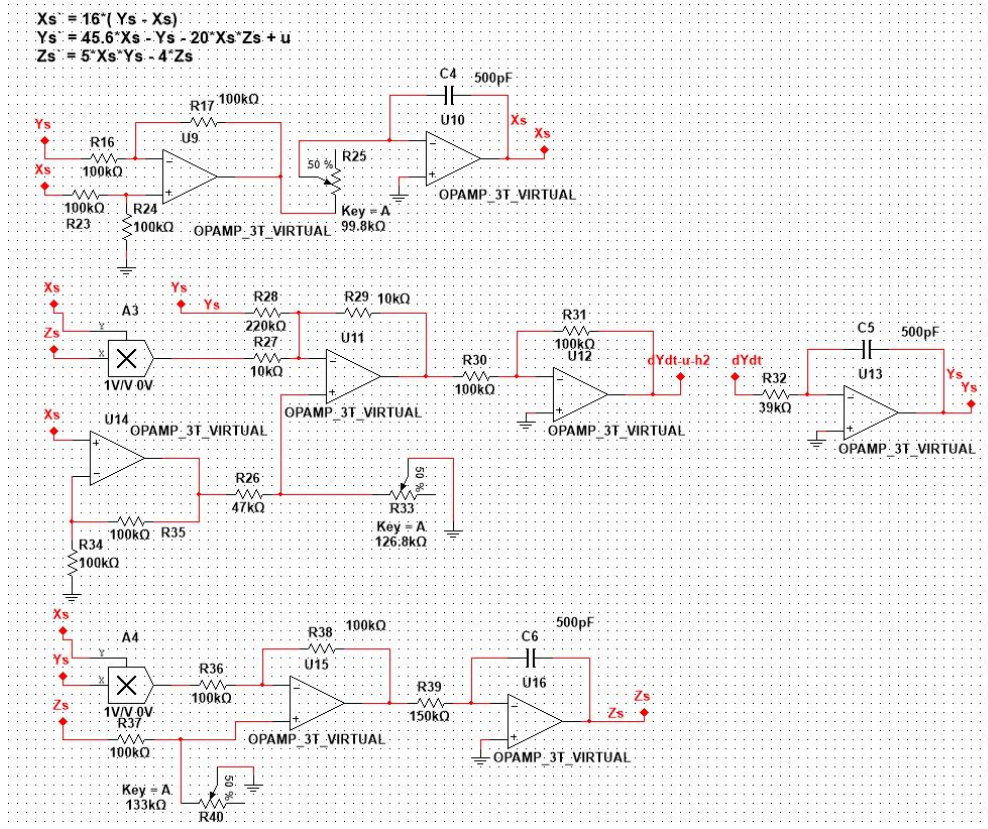 Xs` = 16*( Ys - Xs)
Ys` = 45.6*Xs - Ys - 20*Xs*Zs + u
Zs` = 5*Xs*Ys - 4*Zs
C4 500pF
R17 100kΩ
U10
Xs
Ys
U9
Xs
R16
R25
50 %
100kΩ
Xs
OPAMP_3T_VIRTUAL
100kΩ
R24
Key = A
R23
100kΩ
OPAMP_3T_VIRTUAL
99.8kΩ
Xs
Ys
A3
Ys
R28
R29 10kΩ
R31
C5 500pF
Y
220kΩ
U11
100kΩ
U12
Zs
R27
dYdt-u-h2
dYdt
U13
X
10kΩ
R30
R32
Ys
1V/V 0V
100kΩ
39kΩ
Ys
Xs
U14
OPAMP_3T_VIRTUAL
OPAMP_3T_VIRTUAL
OPAMP_3T_VIRTUAL
OPAMP_3T_VIRTUAL
R26
50 %
47kΩ
R33
100kΩ
R35
Key = A
126.8kΩ
R34
100kΩ
Xs
A4
R38
100kΩ
C6
500pF
Y
Ys
R36
U15
U16
X
100kΩ
R39
1V/V 0V
150kΩ
Zs
Zs
Zs
R37
100kΩ
OPAMP_3T_VIRTUAL
OPAMP_3T_VIRTUAL
50 %
Key = A
133kΩ
R40